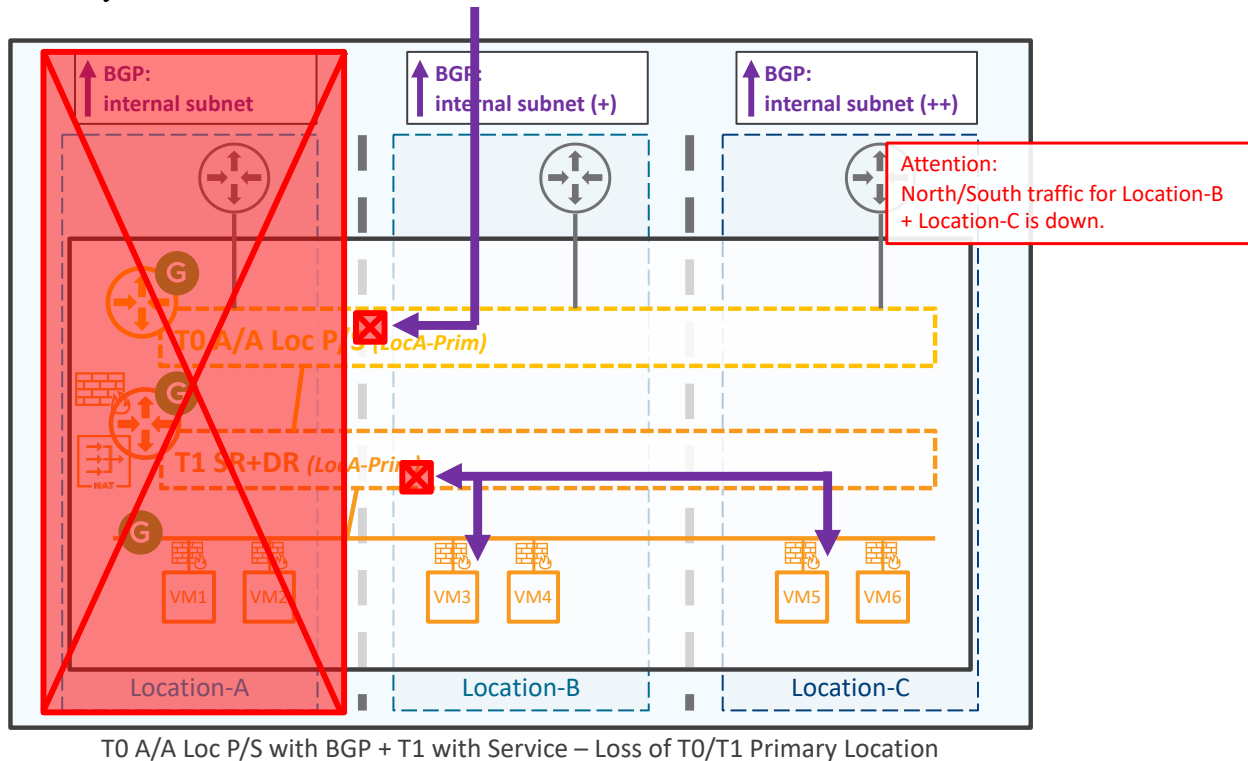 BGP:
internal subnet
BGP:
internal subnet (+)
BGP:
internal subnet (++)
Attention:
North/South traffic for Location-B
+ Location-C is down.
G
T0 A/A Loc P/S (LocA-Prim)
G
T1 SR+DR (LocA-Prim)
NAT
G
VM1
VM2
VM3
VM4
VM5
VM6
Location-A
Location-B
Location-C
T0 A/A Loc P/S with BGP + T1 with Service – Loss of T0/T1 Primary Location